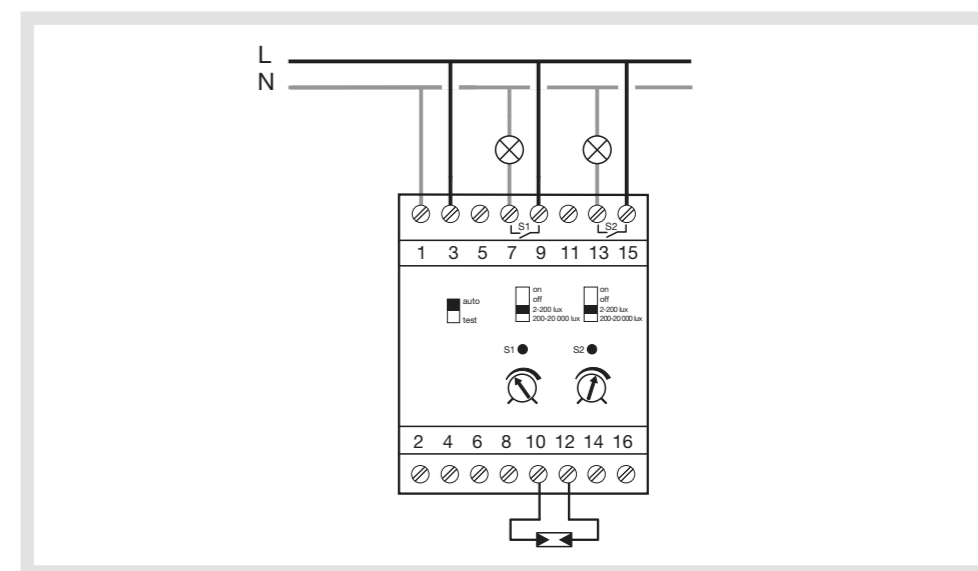 L
N
S1 S2
1 3 5 7 9 11 13 15
auto
test
on
off
2-200 lux
200-20 000 lux
on
off
2-200 lux
200-20 000 lux
S1 S2
2 4 6 8 10 12 14 16